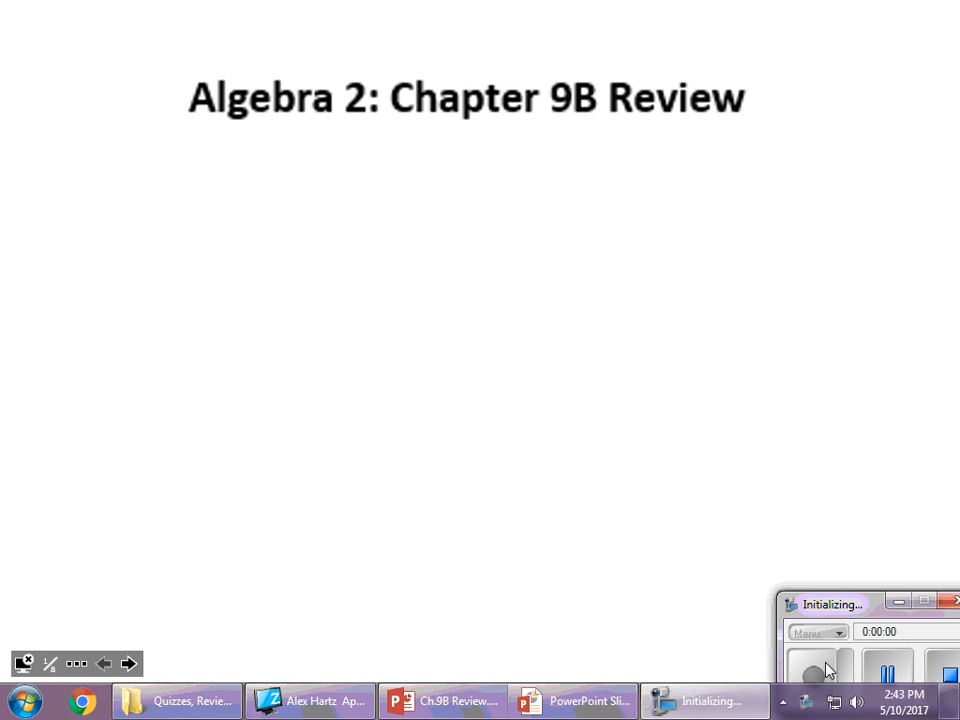 Algebra 2: Chapter 9B Review
Initializing...
Menu
0:00:00
Quizzes, Revie...
Alex Hartz Ap...
Ch.9B Review....
PowerPoint Sli...
Initializing...
2:43 PM
5/10/2017